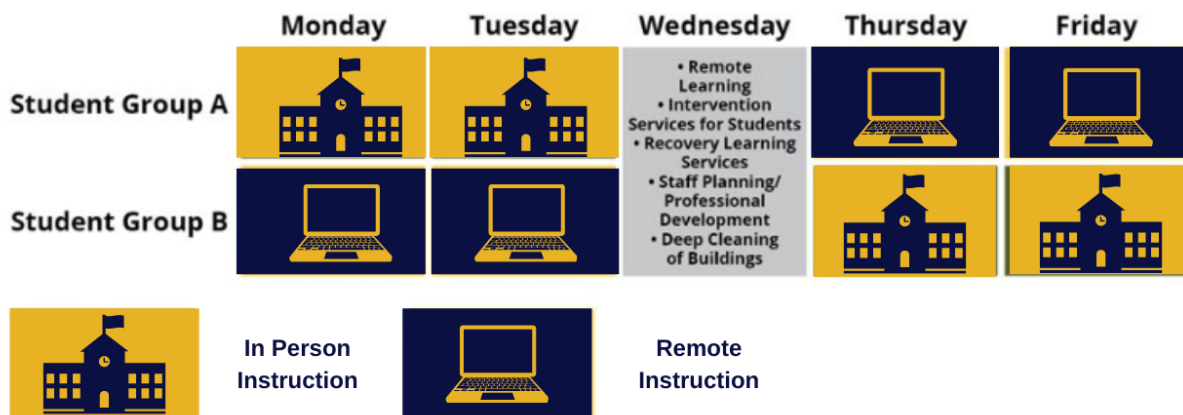 Monday Tuesday Wednesday Thursday Friday
Student Group A
• Remote
Learning
• Intervention
Services for Students
• Recovery Learning
Services
• Staff Planning/
Professional
Development
• Deep Cleaning
of Buildings
Student Group B
In Person
Instruction
Remote
Instruction